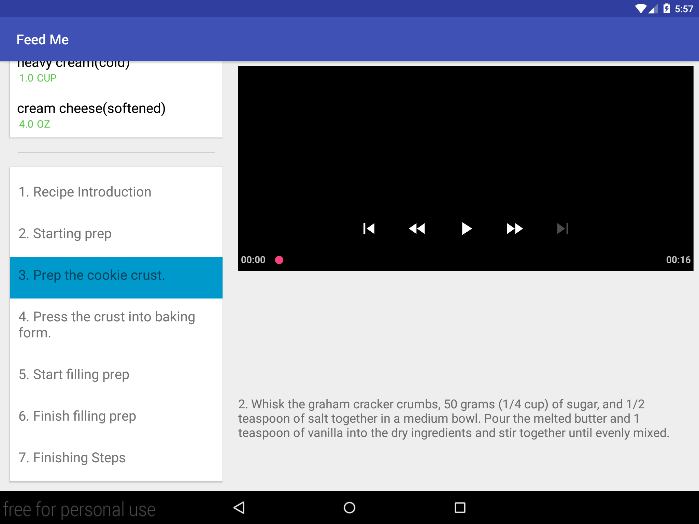 5:57
Feed Me
heavy cream(cold)
1.0 CUP
cream cheese(softened)
4.0 OZ
1. Recipe Introduction
2. Starting prep
3. Prep the cookie crust.
4. Press the crust into baking
form.
5. Start filling prep
6. Finish filling prep
7. Finishing Steps
00:00
00:16
2. Whisk the graham cracker crumbs, 50 grams (1/4 cup) of sugar, and 1/2
teaspoon of salt together in a medium bowl. Pour the melted butter and 1
teaspoon of vanilla into the dry ingredients and stir together until evenly mixed.
free for personal use